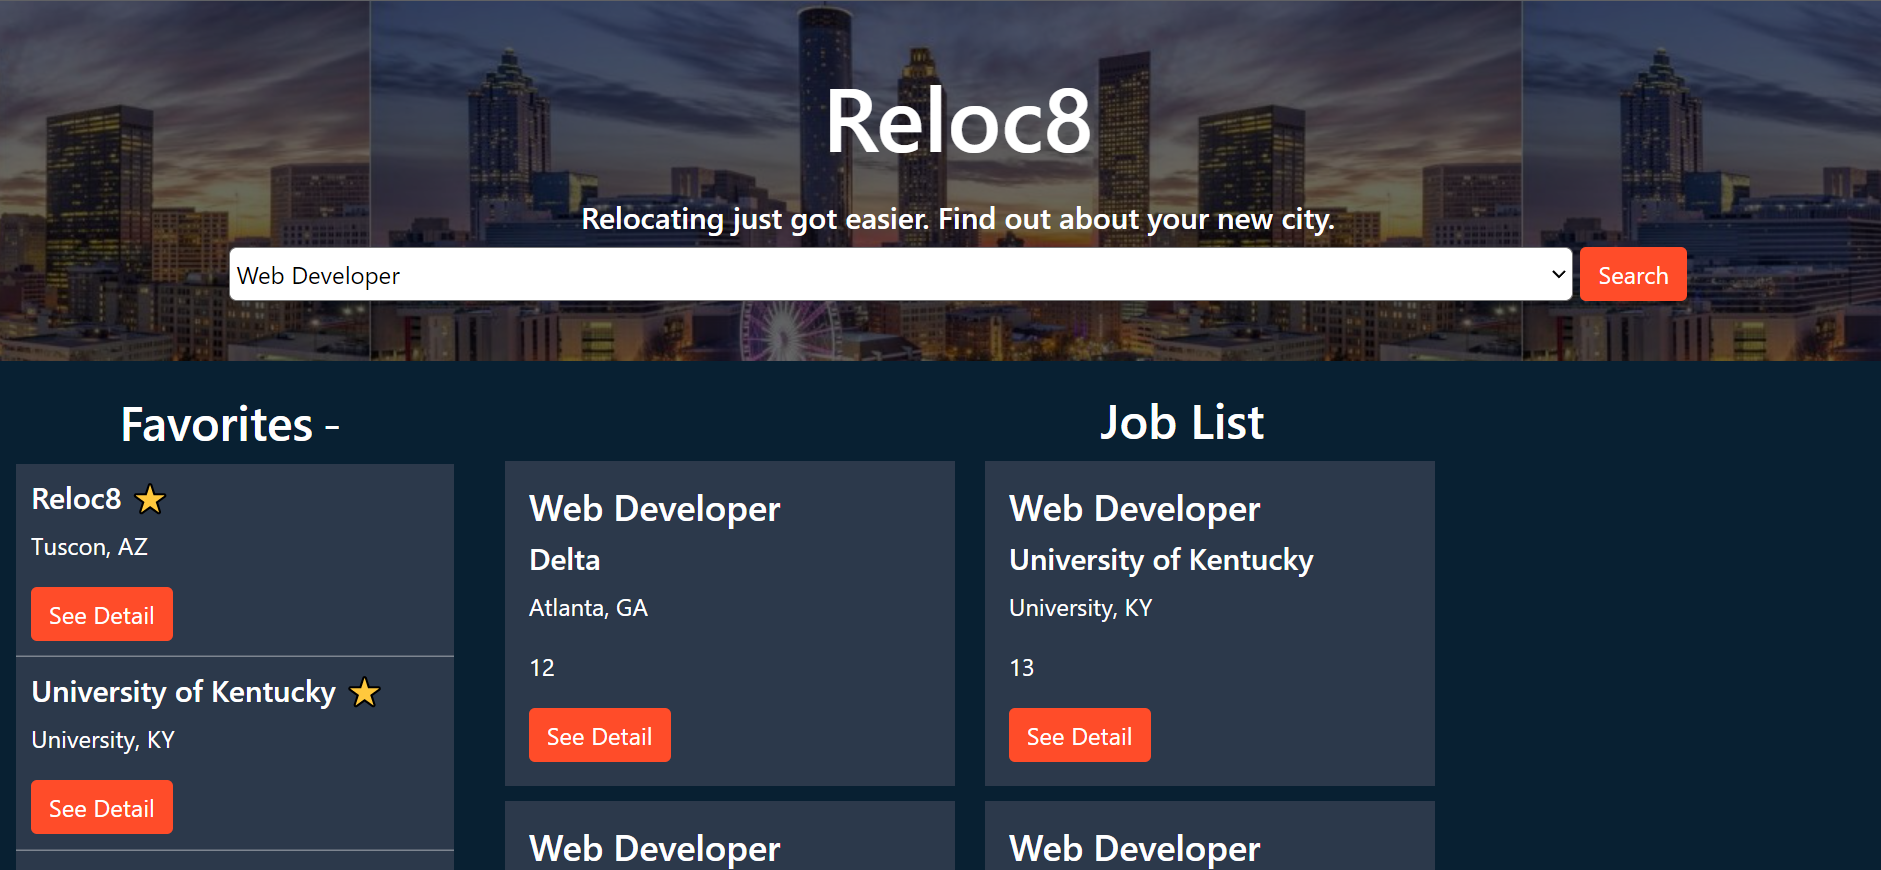 Reloc8
Relocating just got easier. Find out about your new city.
Web Developer
Search
Favorites -
Reloc8
Tuscon, AZ
See Detail
University of Kentucky
University, KY
See Detail
Job List
Web Developer
Delta
Atlanta, GA
12
See Detail
Web Developer
University of Kentucky
University, KY
13
See Detail
Web Developer
Web Developer